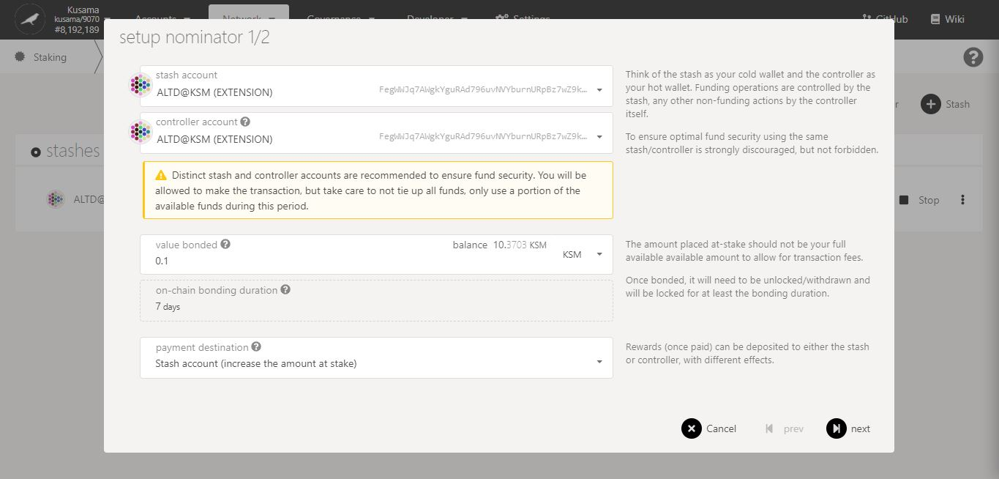 Kusama
kusama/9070
#8,192,189
Accounts
Network
Governance
Developer
Settings
GitHub
Wiki
Staking
setup nominator 1/2
stash account
ALTD@KSM (EXTENSION)
FegWWJq7AWgkYguRAd796uvNVYburnURpBz7wZ9k…
controller account
ALTD@KSM (EXTENSION)
FegWWJq7AWgkYguRAd796uvNVYburnURpBz7wZ9k…
Distinct stash and controller accounts are recommended to ensure fund security. You will be
allowed to make the transaction, but take care to not tie up all funds, only use a portion of the
available funds during this period.
value bonded
0.1
balance 10.3703 KSM
KSM
on-chain bonding duration
7 days
payment destination
Stash account (increase the amount at stake)
Think of the stash as your cold wallet and the controller as
your hot wallet. Funding operations are controlled by the
stash, any other non-funding actions by the controller
itself.
To ensure optimal fund security using the same
stash/controller is strongly discouraged, but not forbidden.
The amount placed at-stake should not be your full
available available amount to allow for transaction fees.
Once bonded, it will need to be unlocked/withdrawn and
will be locked for at least the bonding duration.
Rewards (once paid) can be deposited to either the stash
or controller, with different effects.
Cancel
prev
next
r
Stash
stashes
ALTD@
Stop